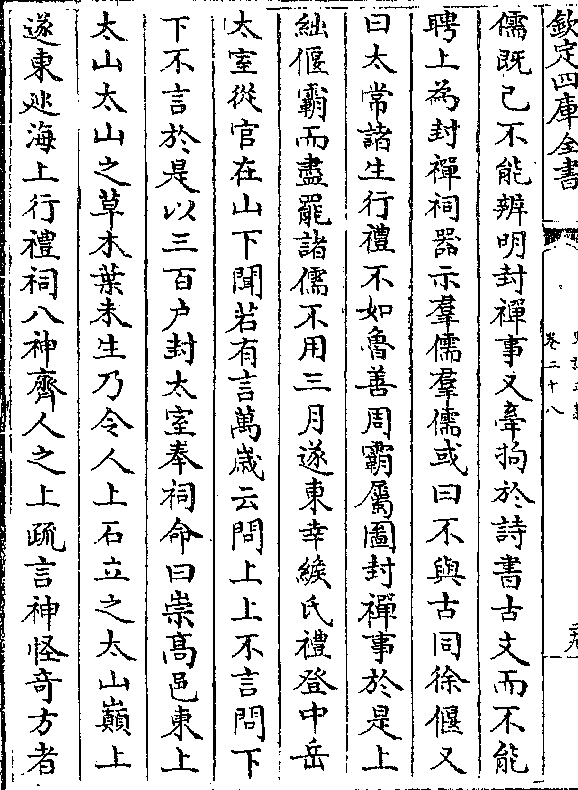 欽定四庫全書
卷二十八
儒既已不能辨明封禪事又牽拘於詩書古文而不能
騁上為封禪祠器示羣儒羣儒或曰不與古同徐偃又
曰太常諸生行禮不如魯善周霸屬圖封禪事於是上
絀偃霸而盡罷諸儒不用三月遂東幸緱氏禮登中岳
太室從官在山下聞若有言萬歲云問上上不言問下
下不言於是以三百户封太室奉祠命曰崇髙邑東上
太山太山之草木葉未生乃令人上石立之太山巔上
遂東廵海上行禮祠八神齊人之上疏言神怪奇方者